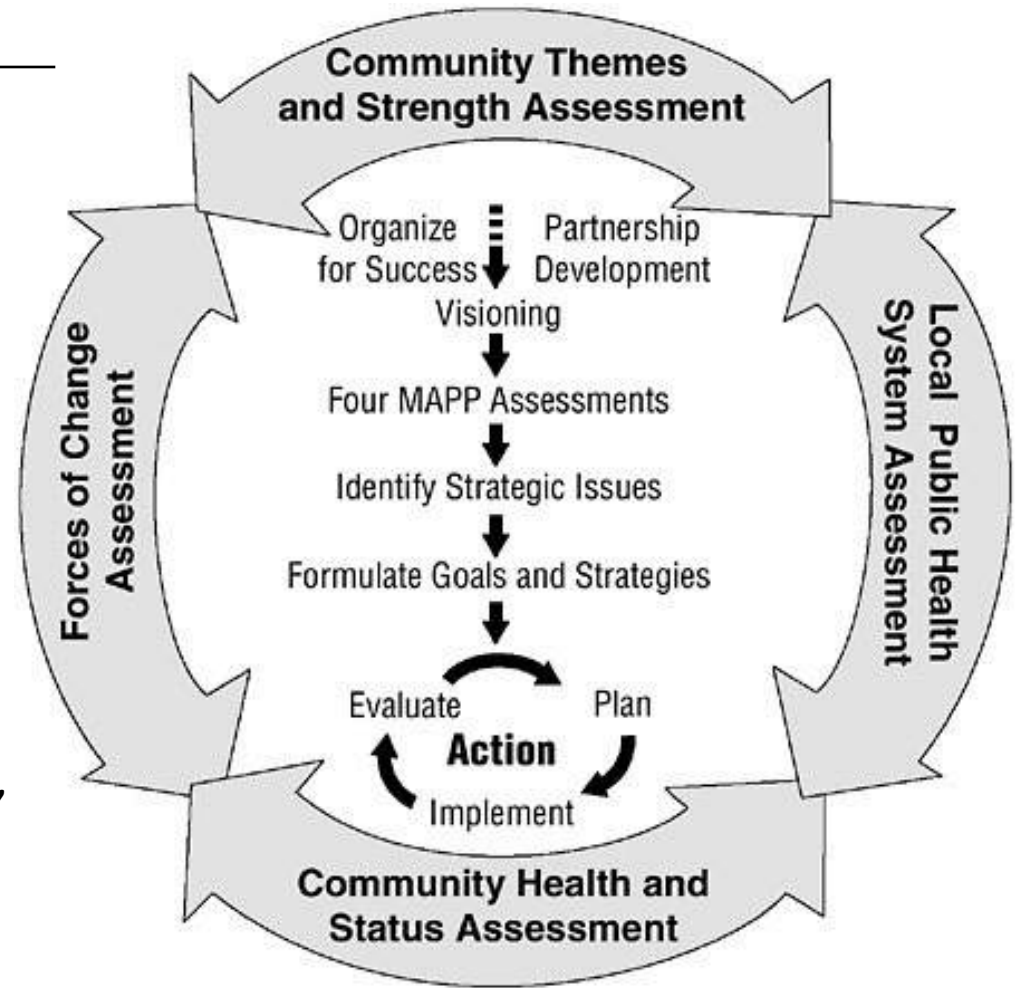 Community Themes
and Strength Assessment
Organize
for Success
Partnership
Development
Visioning
Four MAPP Assessments
Identify Strategic Issues
Formulate Goals and Strategies
Evaluate
Plan
Action
Implement
Forces of Change
Assessment
Local Public Health
System Assessment
Community Health and
Status Assessment
,